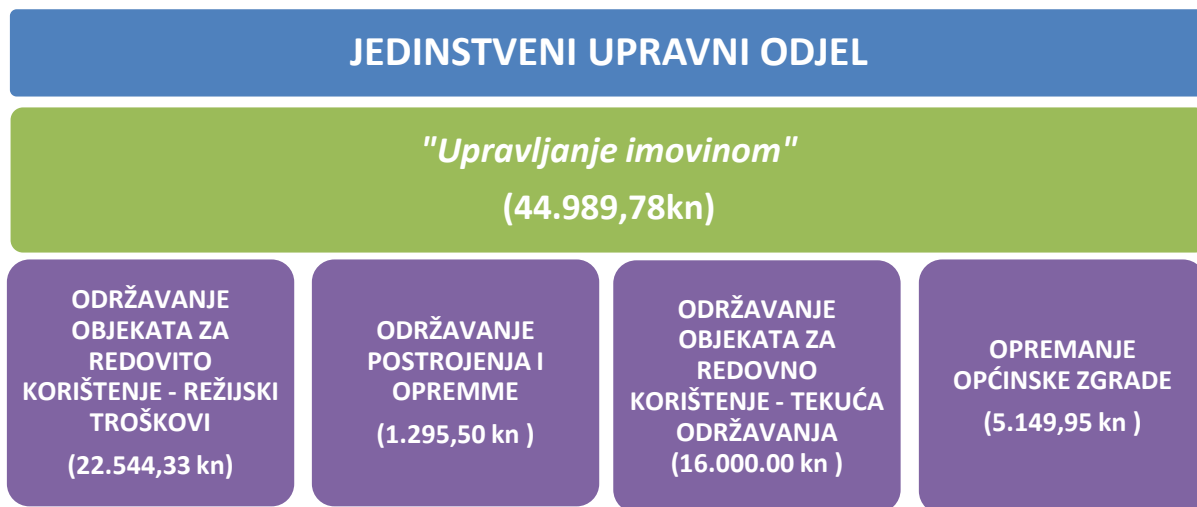 JEDINSTVENI UPRAVNI ODJEL
"Upravljanje imovinom"
(44.989,78kn)
ODRŽAVANJE
OBJEKATA ZA
REDOVITO
KORIŠTENJE - REŽIJSKI
TROŠKOVI
(22.544,33 kn)
ODRŽAVANJE
POSTROJENJA I
OPREMME
(1.295,50 kn )
ODRŽAVANJE
OBJEKATA ZA
REDOVNO
KORIŠTENJE - TEKUĆA
ODRŽAVANJA
(16.000.00 kn )
OPREMANJE
OPĆINSKE ZGRADE
(5.149,95 kn )